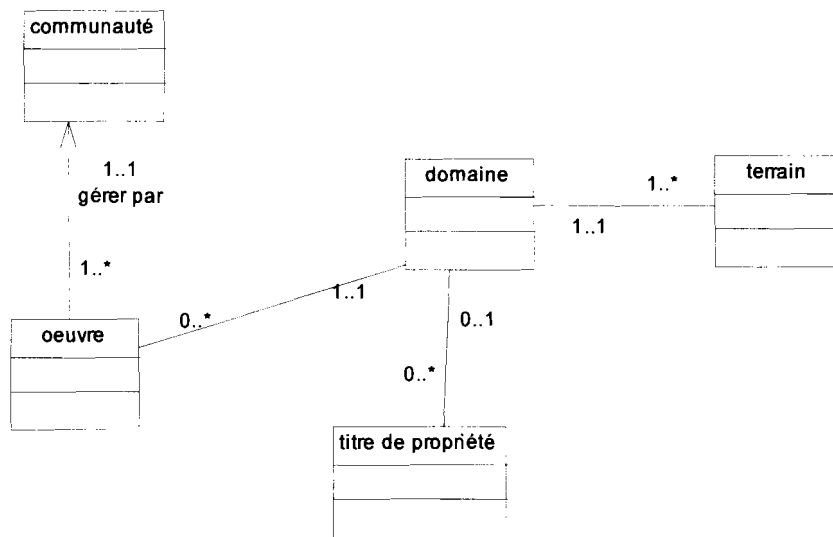 communauté
1..1
gérer par
1..*
oeuvre
0..*
1..1
domaine
1..*
1..1
terrain
0..1
0..*
titre de propriété